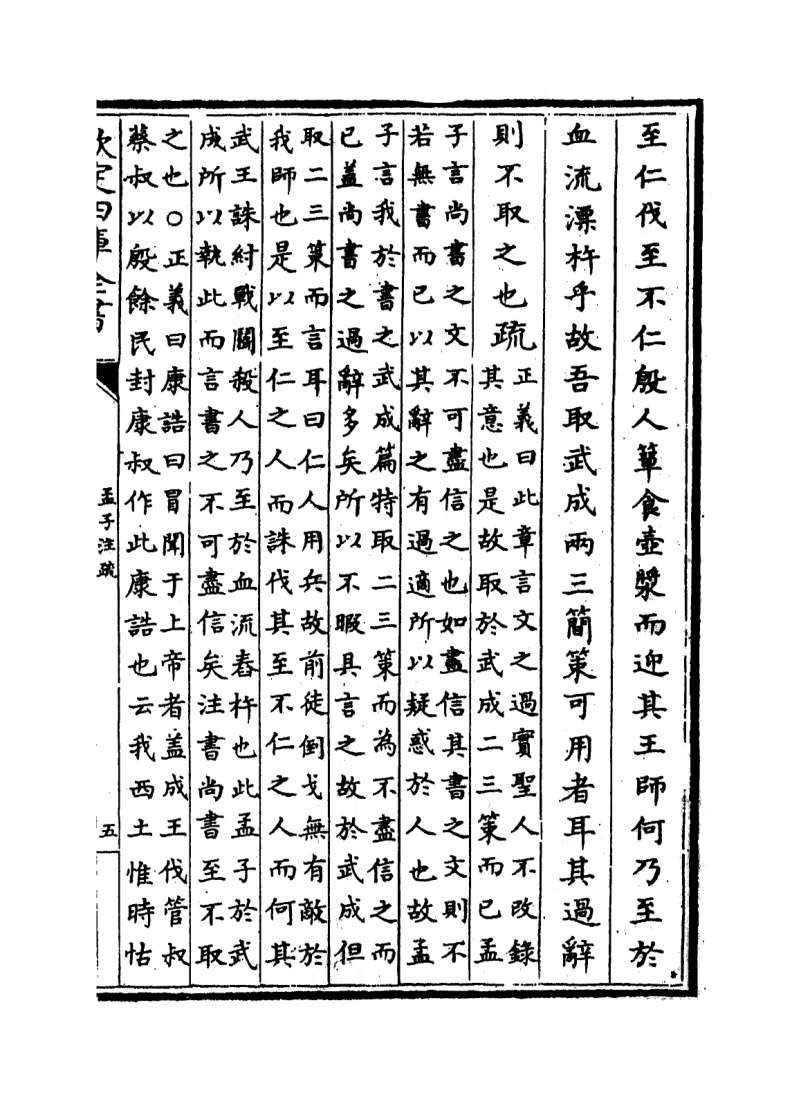 至仁伐至不仁殷人簞食壺漿而迎其王師何乃至於
血流漂杵乎故吾取武成兩三簡策可用者耳其過辭
則不取之也疏
正義曰此章言文之過實聖人不改錄
其意也是故取於武成二三策而已孟
子言尚書之文不可盡信之也如盡信其書之文則不
若無書而已以其辭之有過適所以疑惑於人也故孟
子言我於書之武成篇特取二三策而為不盡信之而
已蓋尚書之過辭多矣所以不暇具言之故於武成但
取二三策而言耳曰仁人用兵故前徒倒戈無有敵於
我師也是以至仁之人而誅伐其至不仁之人而何其
武王誅紂戰鬭殺人乃至於血流舂杵也此孟子於武
成所以執此而言書之不可盡信矣注書尚書至不取
之也○正義曰康誥曰冒聞于上帝者蓋成王伐管叔
蔡叔以殷餘民封康叔作此康誥也云我西土惟時怙
欽定四庫全書
孟子注疏
五